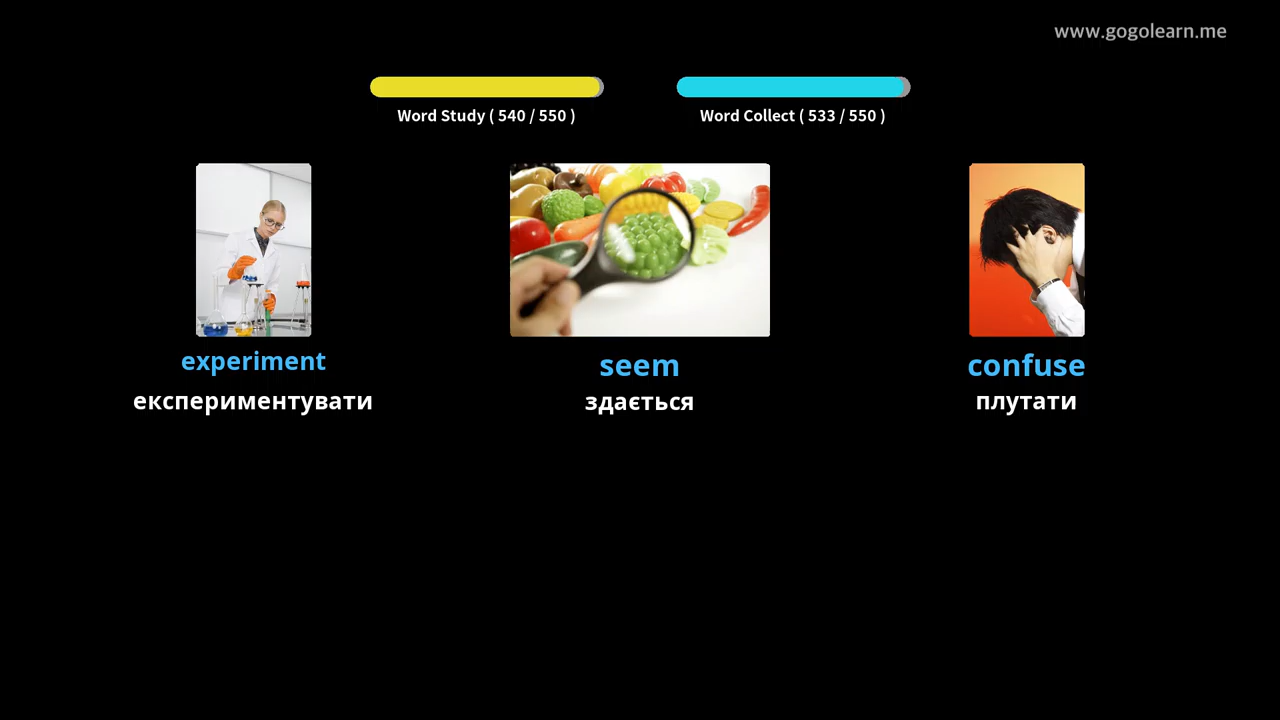 www.gogolearn.me
Word Study ( 540 / 550 )
Word Collect ( 533 / 550 )
experiment
seem
confuse
експериментувати
здається
плутати